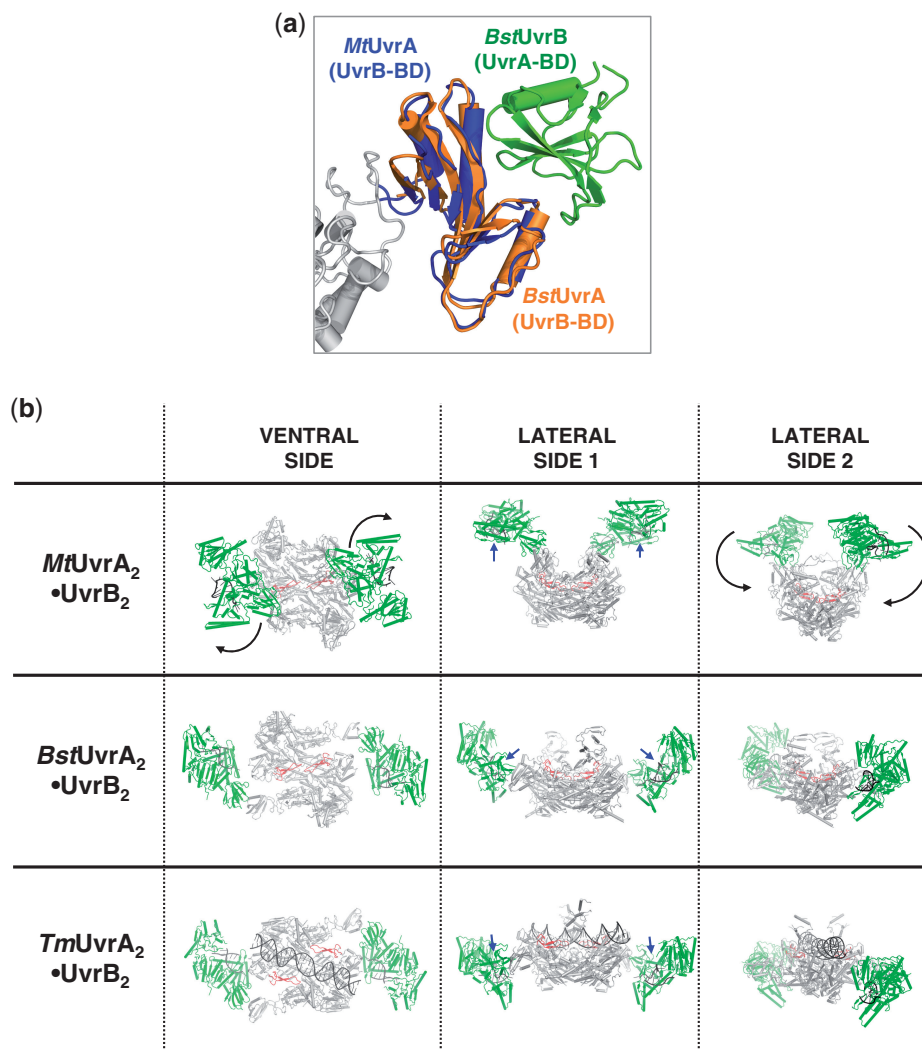 (a)
MtUvrA
(UvrB-BD)
BstUvrB
(UvrA-BD)
BstUvrA
(UvrB-BD)
(b)
VENTRAL
SIDE
LATERAL
SIDE 1
LATERAL
SIDE 2
MtUvrA₂
•UvrB₂
BstUvrA₂
•UvrB₂
TmUvrA₂
•UvrB₂